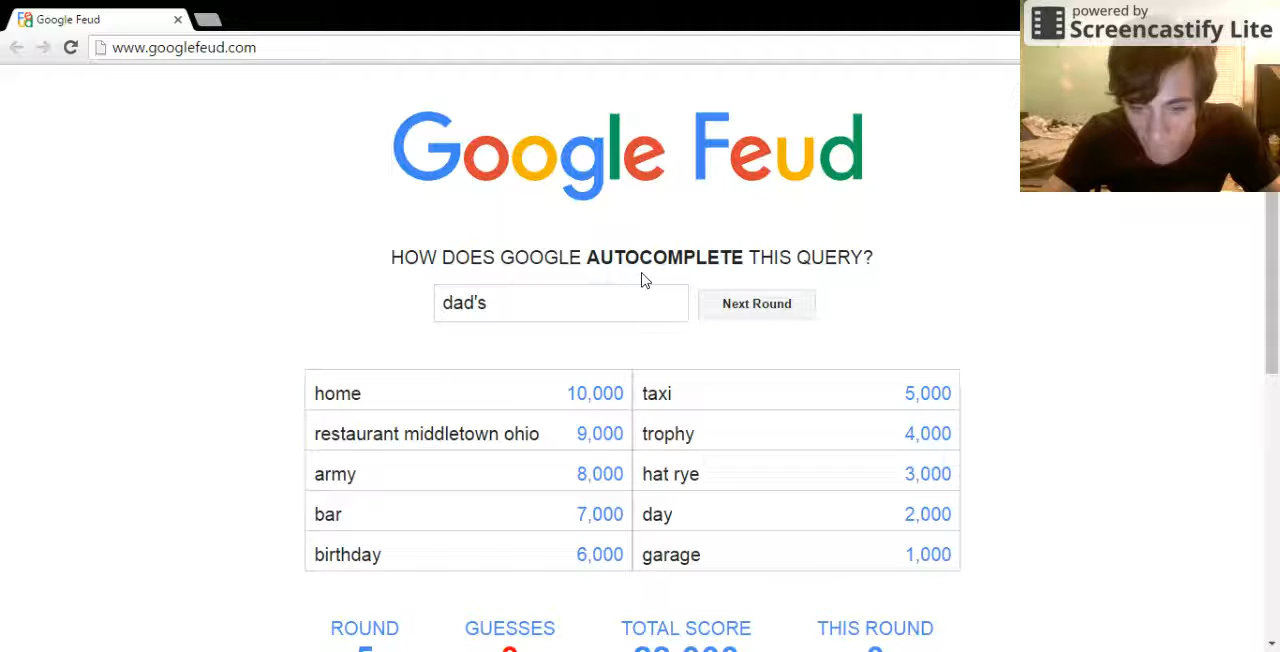 Google Feud
powered by
Screencastify Lite
www.googlefeud.com
Google Feud
HOW DOES GOOGLE AUTOCOMPLETE THIS QUERY?
dad's
Next Round
home 10,000 taxi 5,000
restaurant middletown ohio 9,000 trophy 4,000
army 8,000 hat rye 3,000
bar 7,000 day 2,000
birthday 6,000 garage 1,000
ROUND GUESSES TOTAL SCORE THIS ROUND